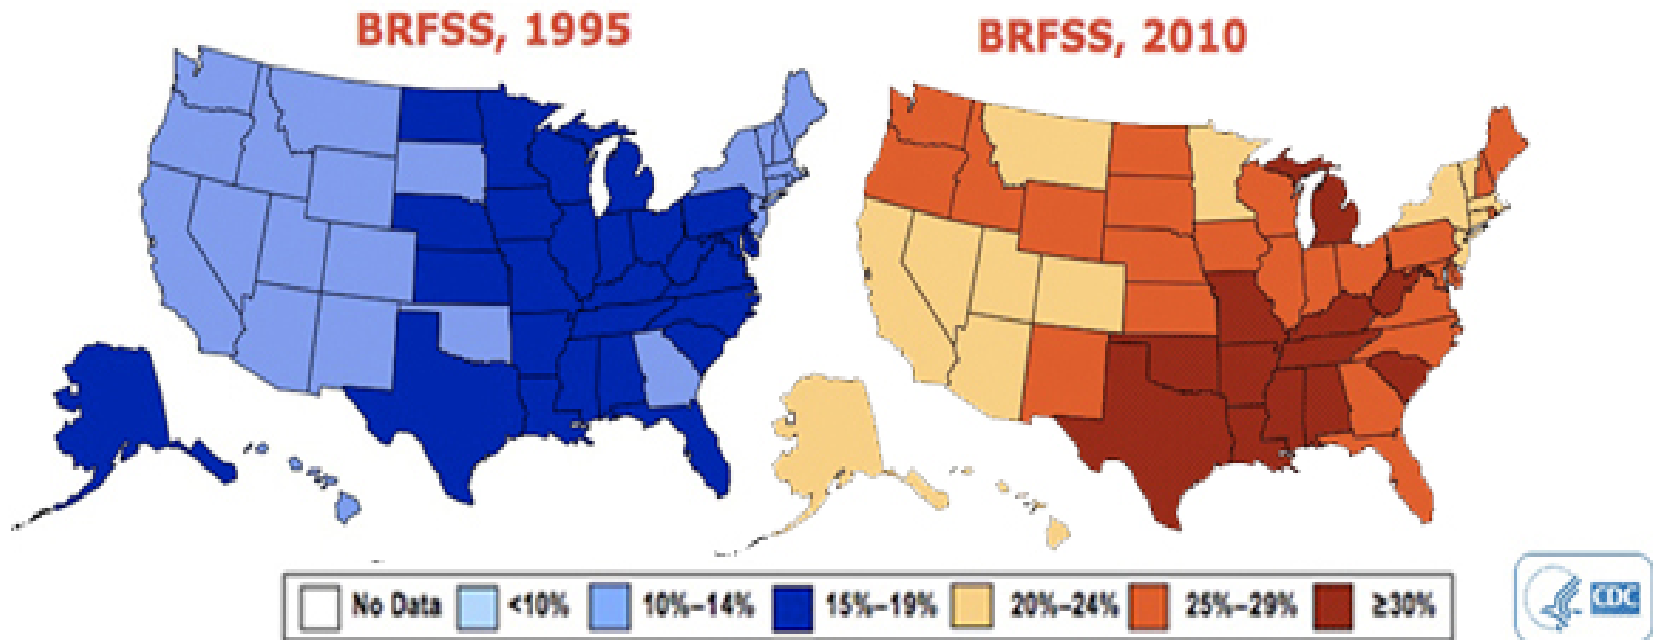 BRFSS, 1995
BRFSS, 2010
No Data <10% 10%–14% 15%–19% 20%–24% 25%–29% ≥30%
CDC